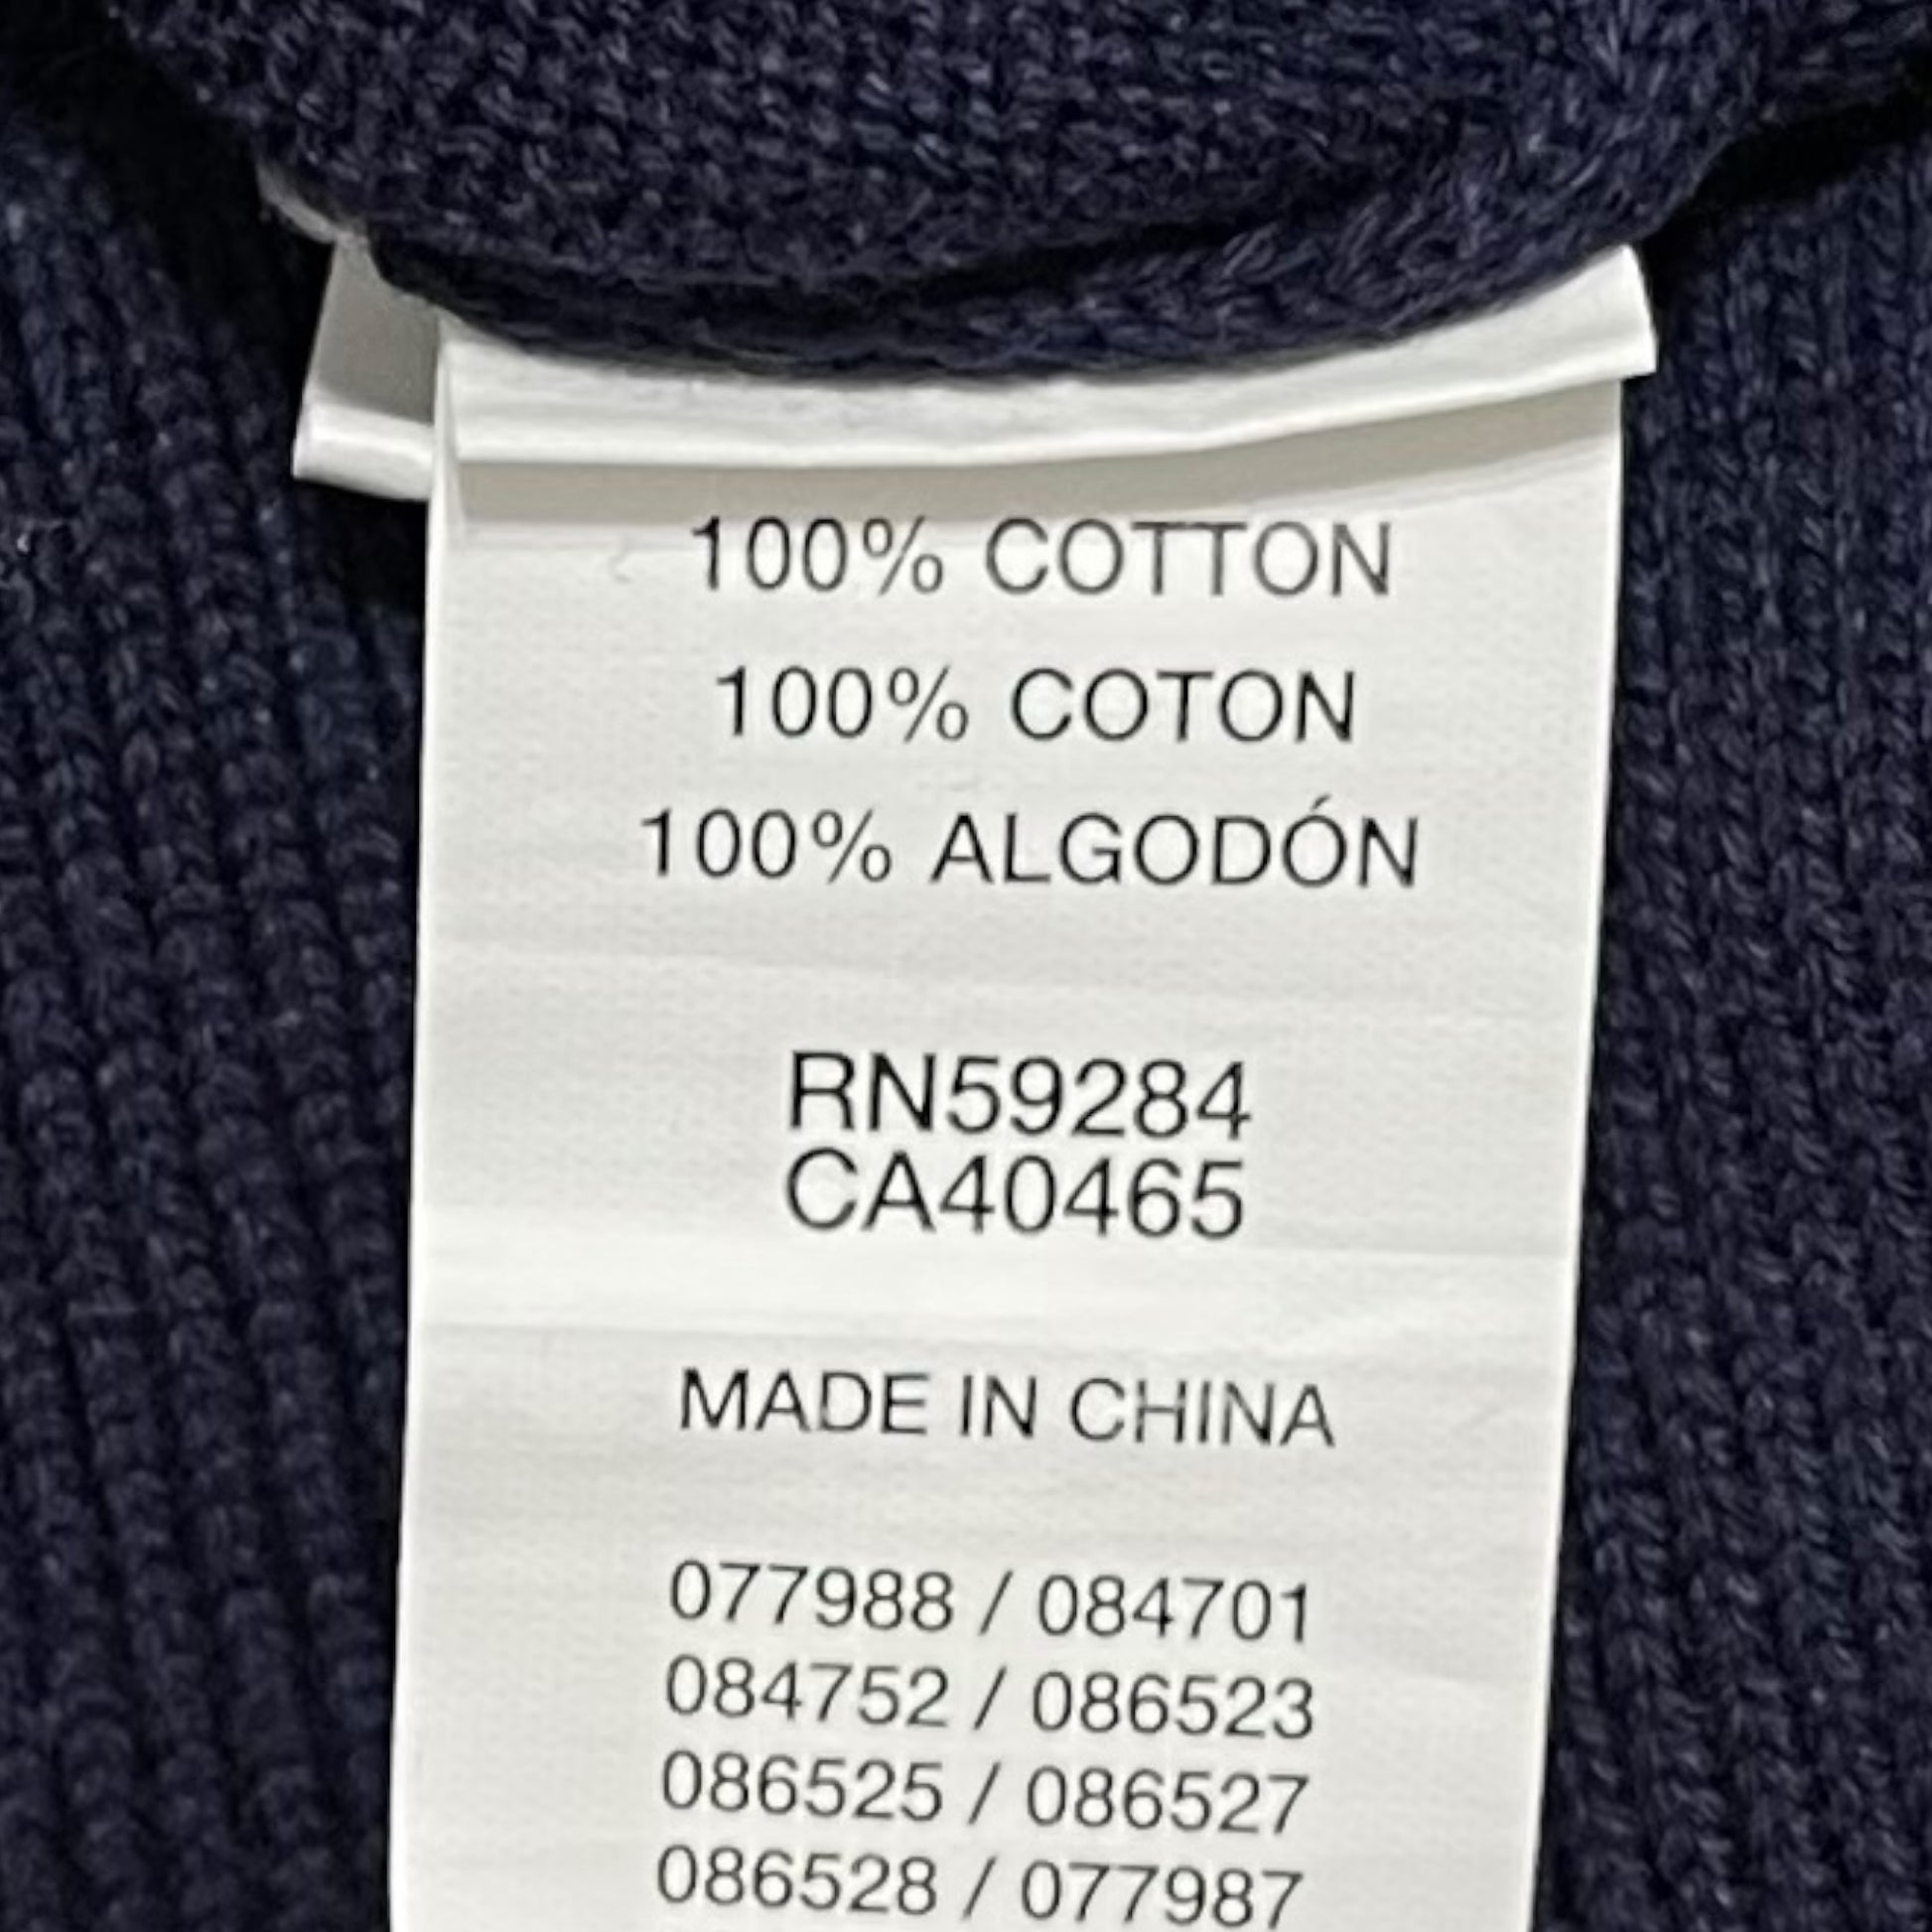 100% COTTON
100% COTON
100% ALGODÓN
RN59284
CA40465
MADE IN CHINA
077988 / 084701
084752 / 086523
086525 / 086527
086528 / 077987